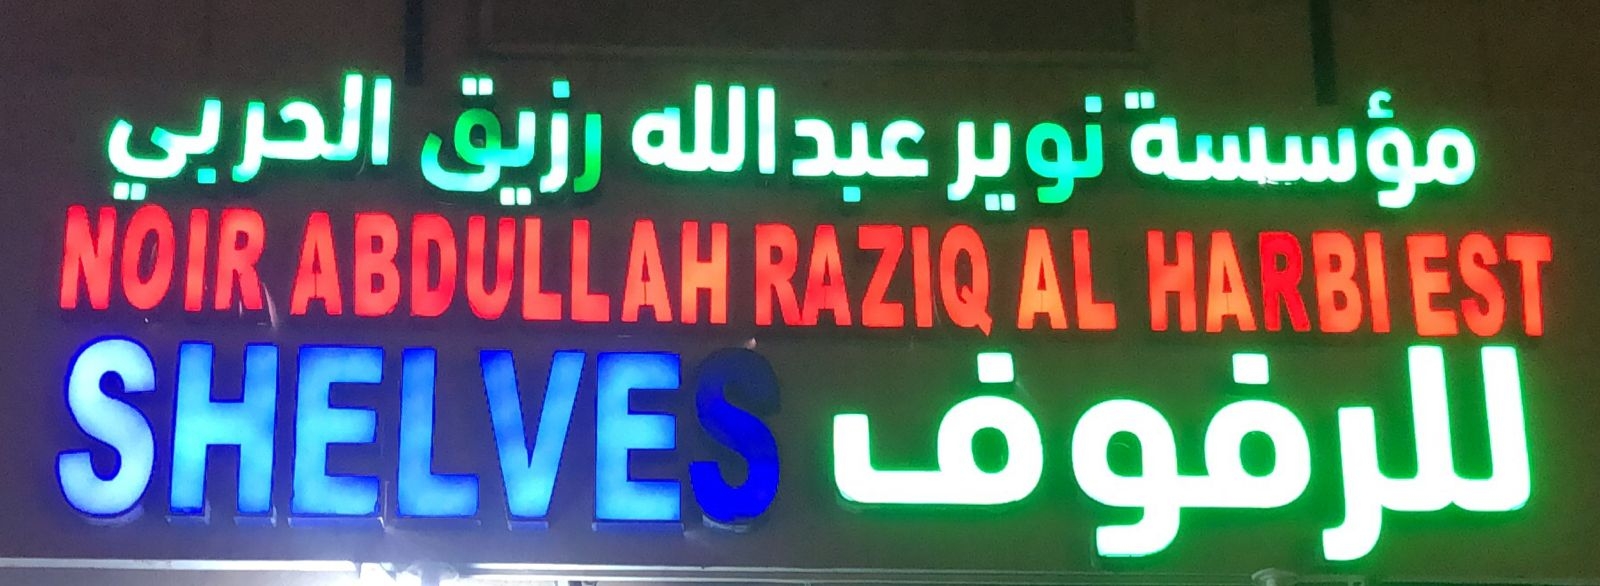 مؤسسة نوير عبدالله رزيق الحربي
NOIR ABDULLAH RAZIQ AL HARBI EST
SHELVES للرفوف